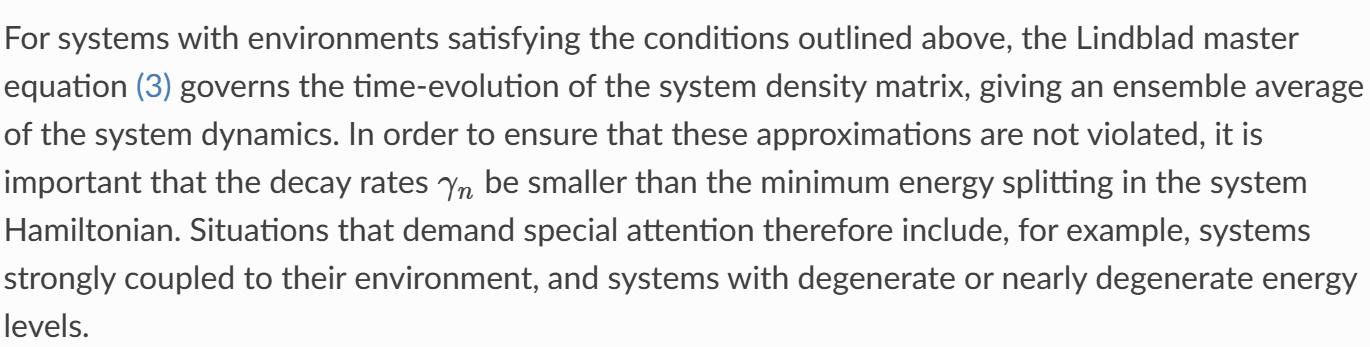 For systems with environments satisfying the conditions outlined above, the Lindblad master
equation (3) governs the time-evolution of the system density matrix, giving an ensemble average
of the system dynamics. In order to ensure that these approximations are not violated, it is
important that the decay rates γₙ be smaller than the minimum energy splitting in the system
Hamiltonian. Situations that demand special attention therefore include, for example, systems
strongly coupled to their environment, and systems with degenerate or nearly degenerate energy
levels.